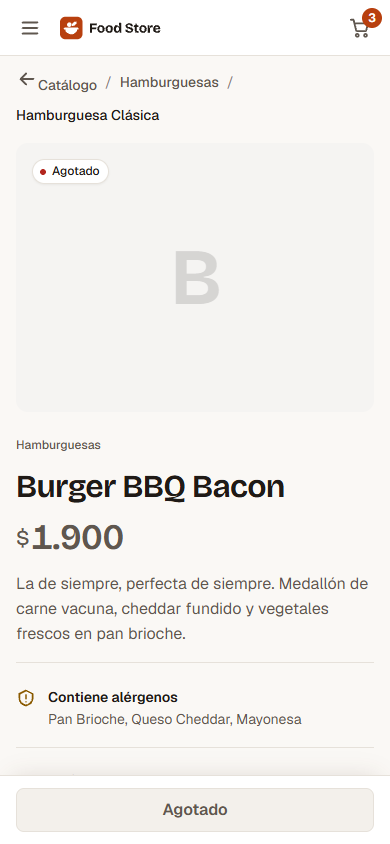 Food Store
3
Catálogo / Hamburguesas /
Hamburguesa Clásica
Agotado
B
Hamburguesas
Burger BBQ Bacon
$1.900
La de siempre, perfecta de siempre. Medallón de
carne vacuna, cheddar fundido y vegetales
frescos en pan brioche.
Contiene alérgenos
Pan Brioche, Queso Cheddar, Mayonesa
Agotado